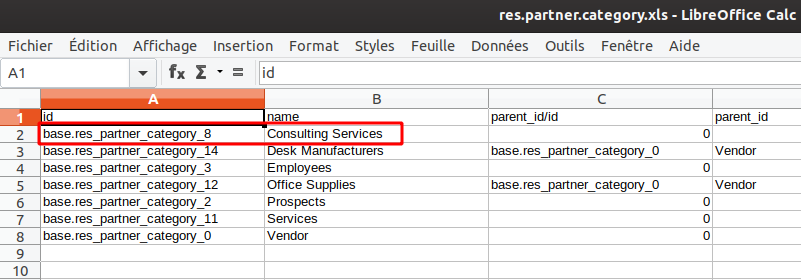 res.partner.category.xls - LibreOffice Calc
Fichier Édition Affichage Insertion Format Styles Feuille Données Outils Fenêtre Aide
A1 fx Σ = id
A B C
1 id name parent_id/id parent_id
2 base.res_partner_category_8 Consulting Services 0
3 base.res_partner_category_14 Desk Manufacturers base.res_partner_category_0 Vendor
4 base.res_partner_category_3 Employees 0
5 base.res_partner_category_12 Office Supplies base.res_partner_category_0 Vendor
6 base.res_partner_category_2 Prospects 0
7 base.res_partner_category_11 Services 0
8 base.res_partner_category_0 Vendor 0
9
10